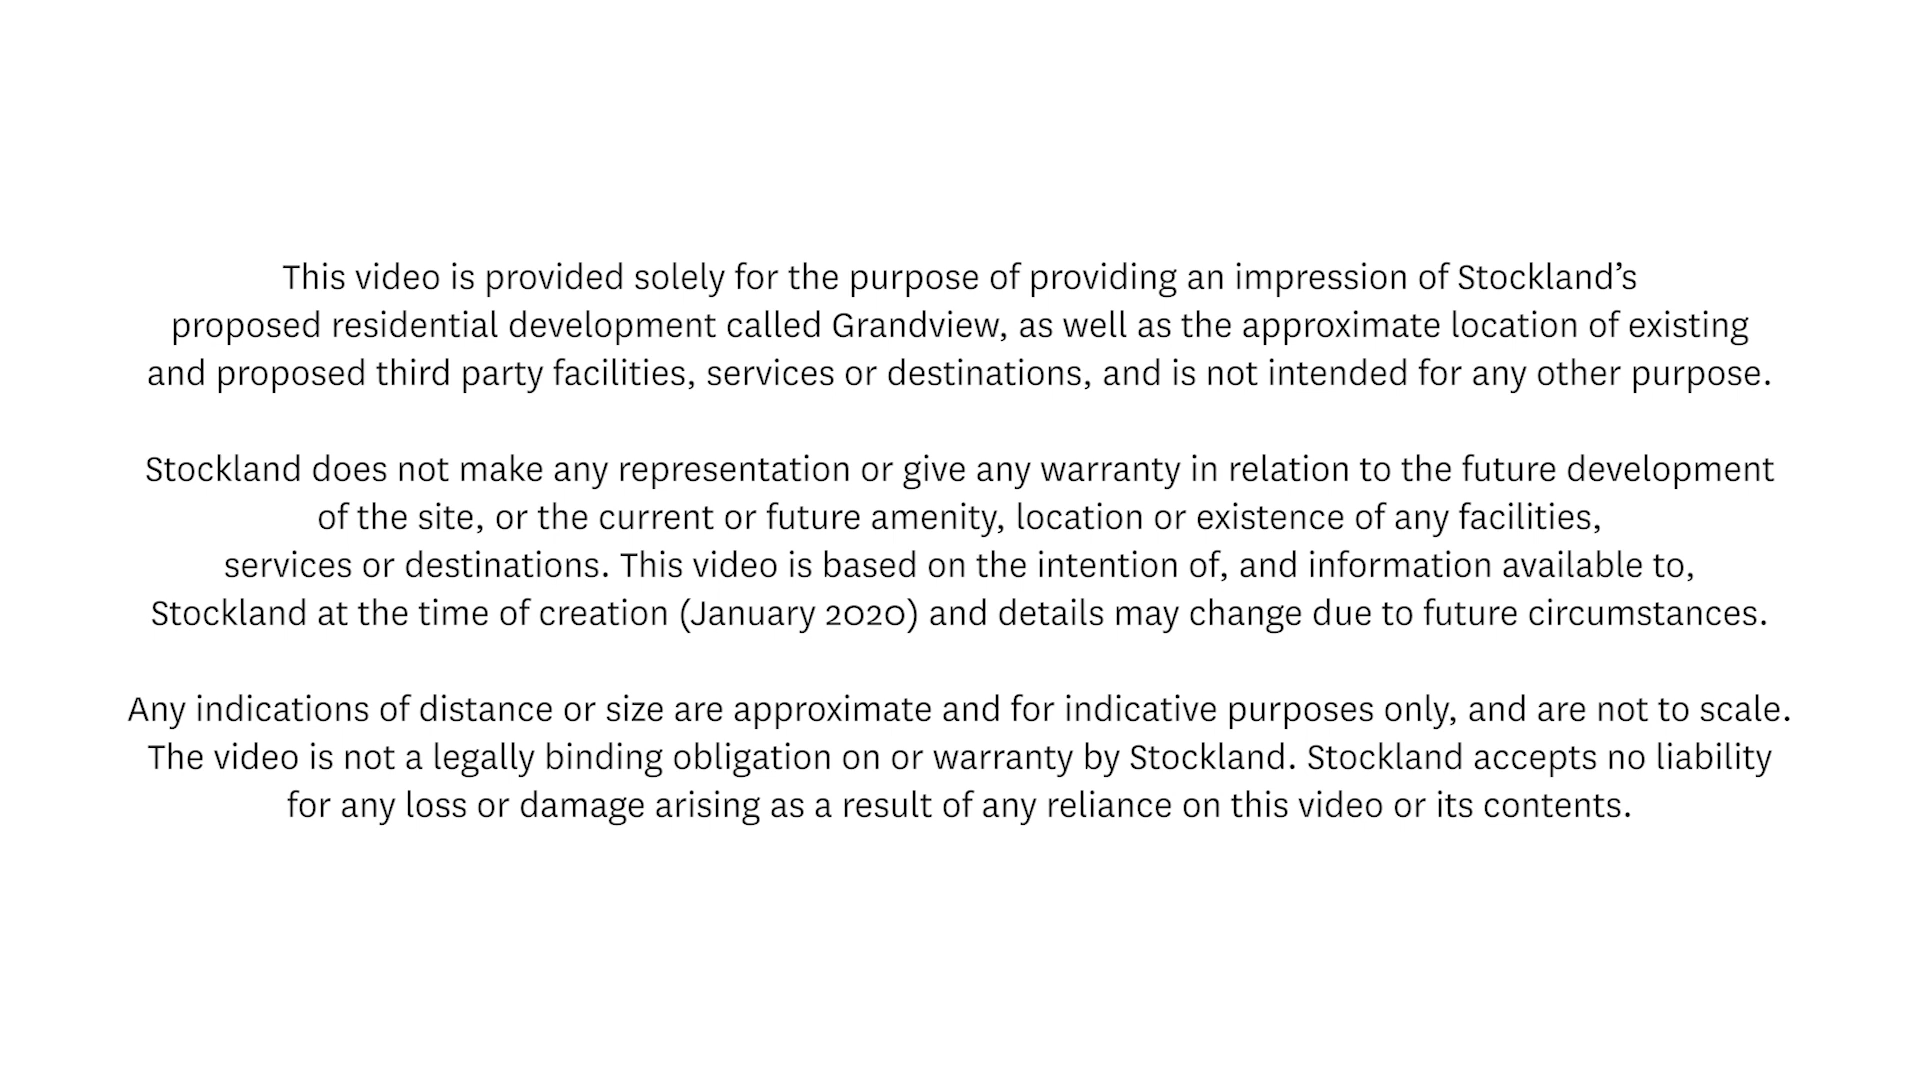 This video is provided solely for the purpose of providing an impression of Stockland’s
proposed residential development called Grandview, as well as the approximate location of existing
and proposed third party facilities, services or destinations, and is not intended for any other purpose.
Stockland does not make any representation or give any warranty in relation to the future development
of the site, or the current or future amenity, location or existence of any facilities,
services or destinations. This video is based on the intention of, and information available to,
Stockland at the time of creation (January 2020) and details may change due to future circumstances.
Any indications of distance or size are approximate and for indicative purposes only, and are not to scale.
The video is not a legally binding obligation on or warranty by Stockland. Stockland accepts no liability
for any loss or damage arising as a result of any reliance on this video or its contents.